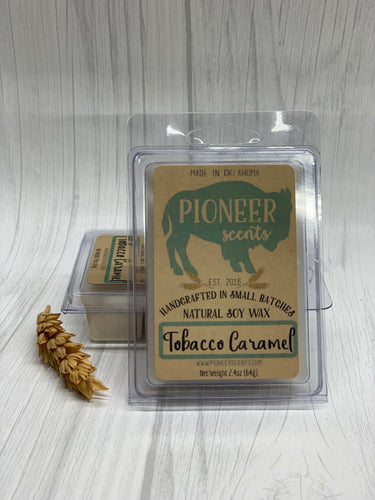 MADE IN OKLAHOMA
PIONEER
scents
EST. 2018
HANDCRAFTED IN SMALL BATCHES
NATURAL SOY WAX
Tobacco Caramel
WWW.PIONEERSCENTS.COM
Net Weight 2.4oz (64g)
Tobacco Caramel